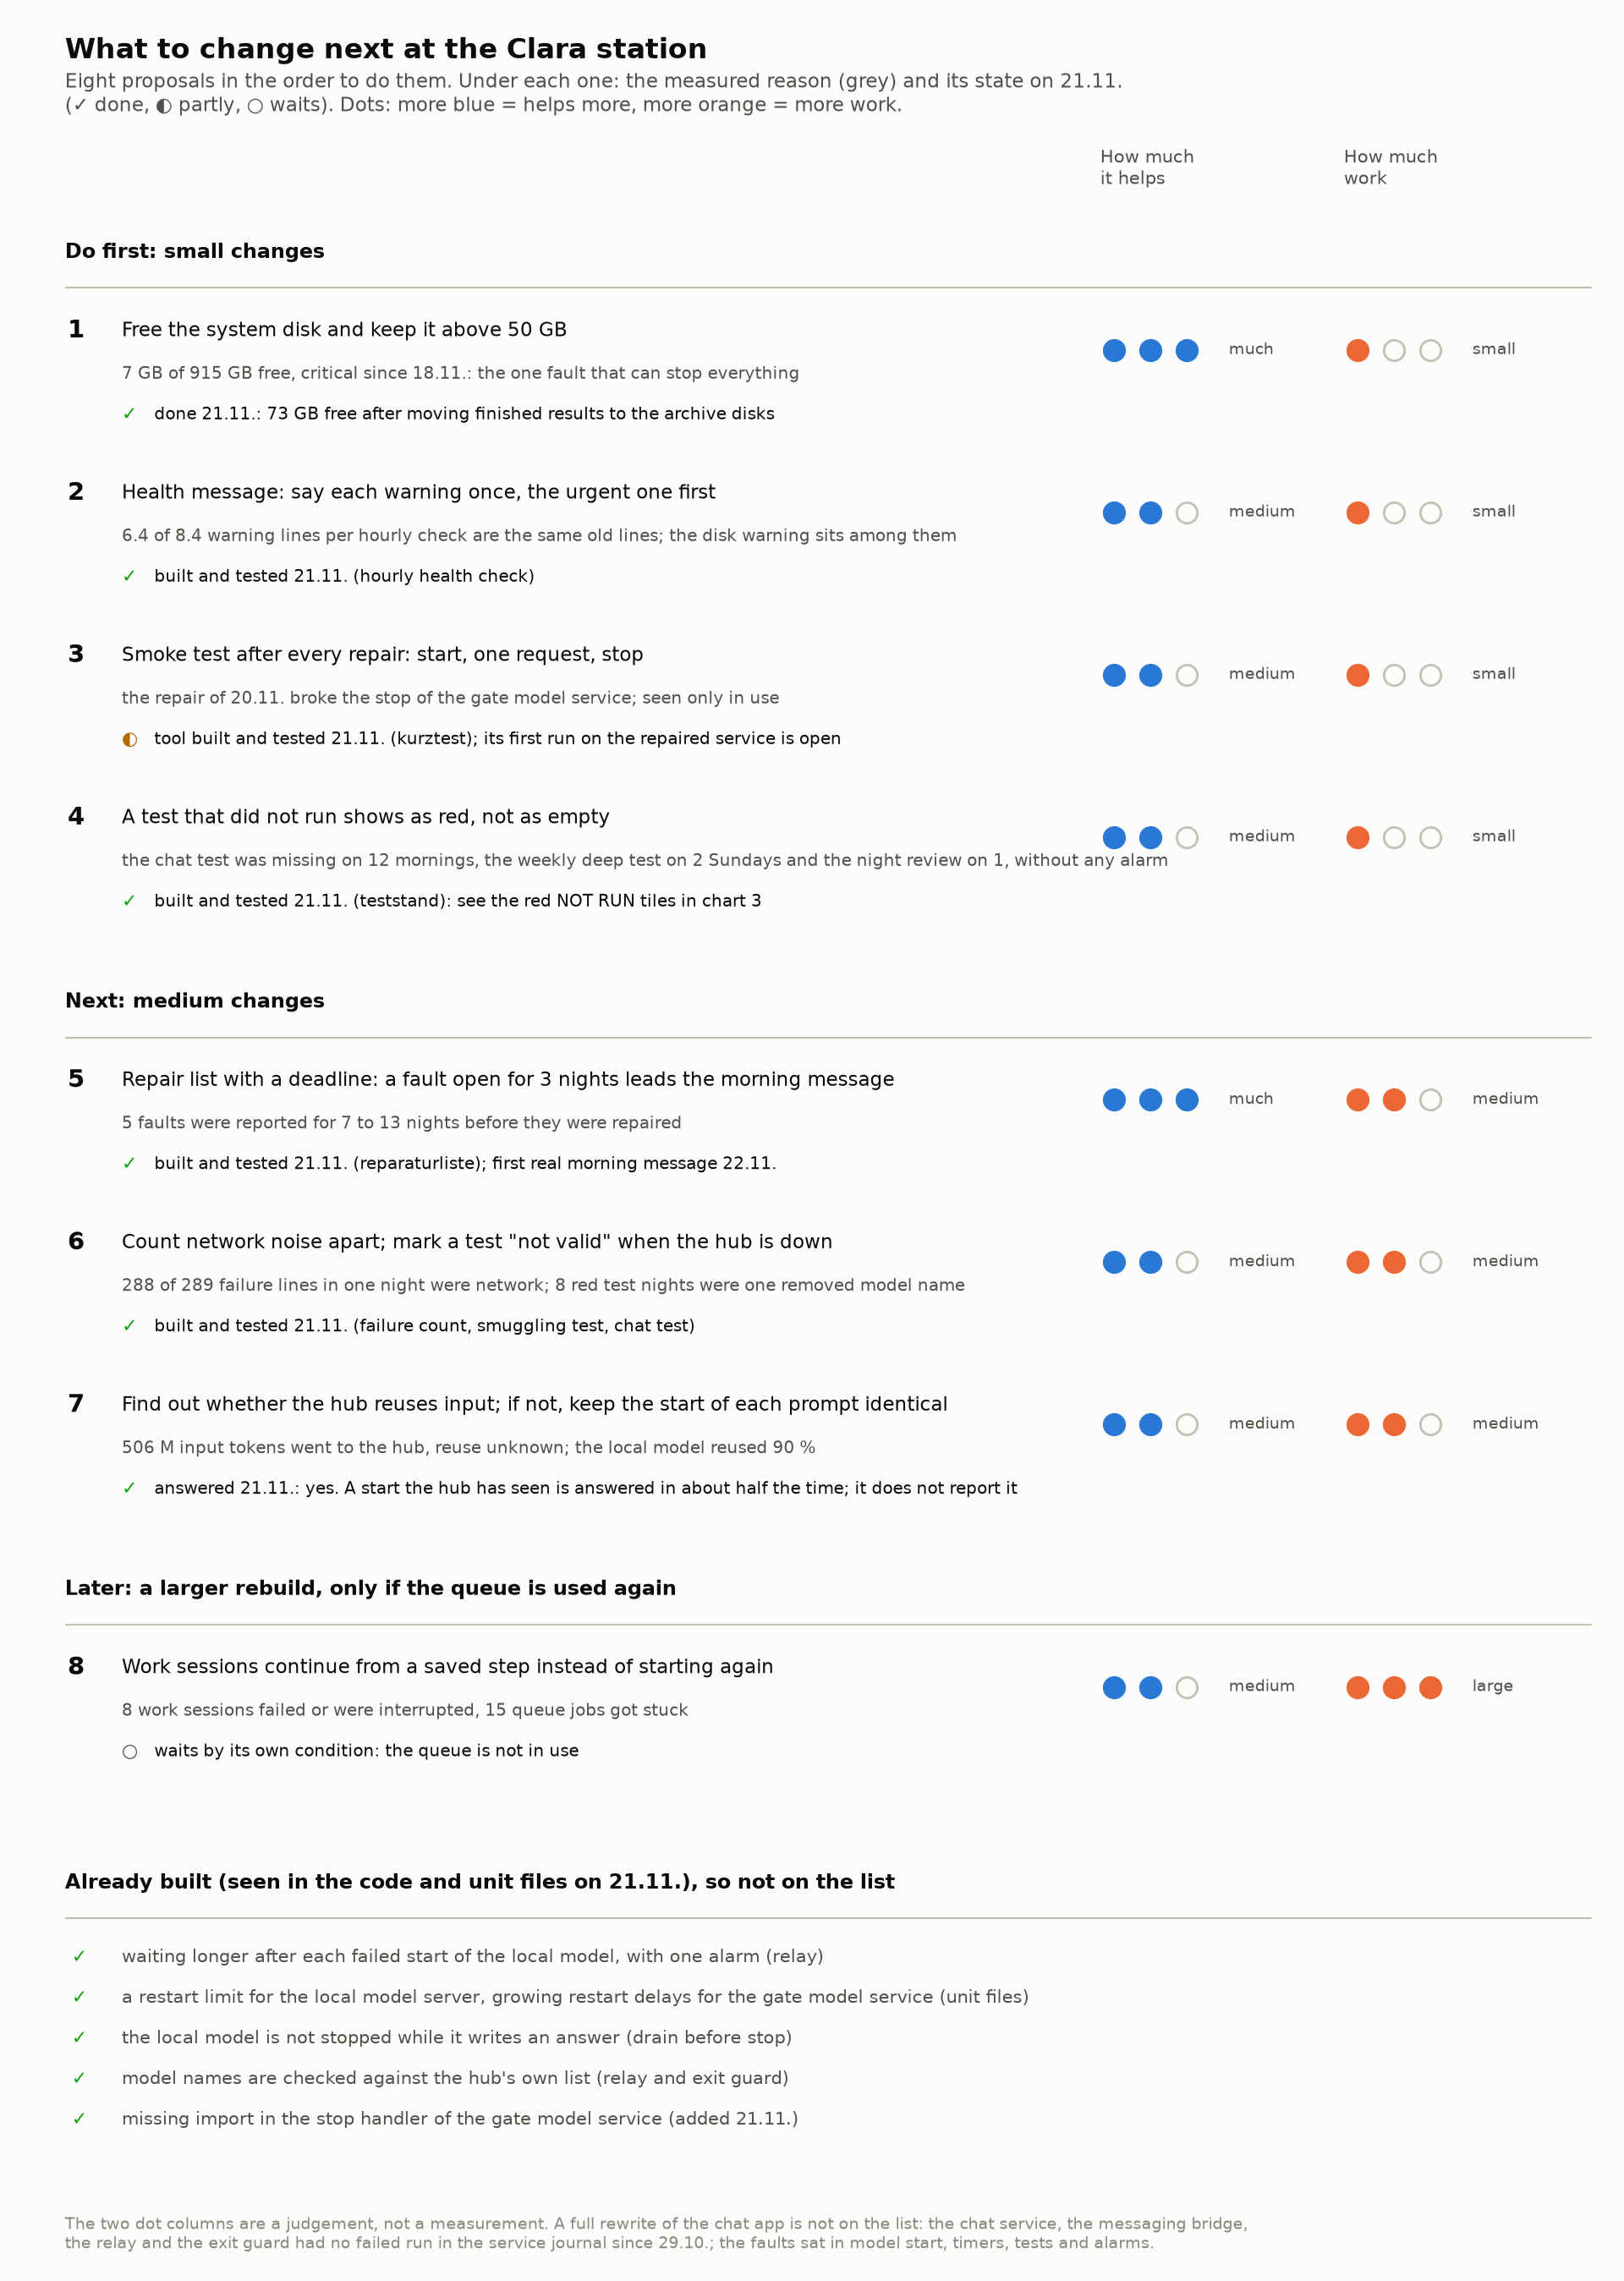 What to change next at the Clara station
Eight proposals in the order to do them. Under each one: the measured reason (grey) and its state on 21.11.
(✓ done, ◐ partly, ○ waits). Dots: more blue = helps more, more orange = more work.
How much
it helps
How much
work
Do first: small changes
1 Free the system disk and keep it above 50 GB
much
small
7 GB of 915 GB free, critical since 18.11.: the one fault that can stop everything
✓ done 21.11.: 73 GB free after moving finished results to the archive disks
2 Health message: say each warning once, the urgent one first
medium
small
6.4 of 8.4 warning lines per hourly check are the same old lines; the disk warning sits among them
✓ built and tested 21.11. (hourly health check)
3 Smoke test after every repair: start, one request, stop
medium
small
the repair of 20.11. broke the stop of the gate model service; seen only in use
◐ tool built and tested 21.11. (kurztest); its first run on the repaired service is open
4 A test that did not run shows as red, not as empty
medium
small
the chat test was missing on 12 mornings, the weekly deep test on 2 Sundays and the night review on 1, without any alarm
✓ built and tested 21.11. (teststand): see the red NOT RUN tiles in chart 3
Next: medium changes
5 Repair list with a deadline: a fault open for 3 nights leads the morning message
much
medium
5 faults were reported for 7 to 13 nights before they were repaired
✓ built and tested 21.11. (reparaturliste); first real morning message 22.11.
6 Count network noise apart; mark a test "not valid" when the hub is down
medium
medium
288 of 289 failure lines in one night were network; 8 red test nights were one removed model name
✓ built and tested 21.11. (failure count, smuggling test, chat test)
7 Find out whether the hub reuses input; if not, keep the start of each prompt identical
medium
medium
506 M input tokens went to the hub, reuse unknown; the local model reused 90 %
✓ answered 21.11.: yes. A start the hub has seen is answered in about half the time; it does not report it
Later: a larger rebuild, only if the queue is used again
8 Work sessions continue from a saved step instead of starting again
medium
large
8 work sessions failed or were interrupted, 15 queue jobs got stuck
○ waits by its own condition: the queue is not in use
Already built (seen in the code and unit files on 21.11.), so not on the list
✓ waiting longer after each failed start of the local model, with one alarm (relay)
✓ a restart limit for the local model server, growing restart delays for the gate model service (unit files)
✓ the local model is not stopped while it writes an answer (drain before stop)
✓ model names are checked against the hub's own list (relay and exit guard)
✓ missing import in the stop handler of the gate model service (added 21.11.)
The two dot columns are a judgement, not a measurement. A full rewrite of the chat app is not on the list: the chat service, the messaging bridge,
the relay and the exit guard had no failed run in the service journal since 29.10.; the faults sat in model start, timers, tests and alarms.